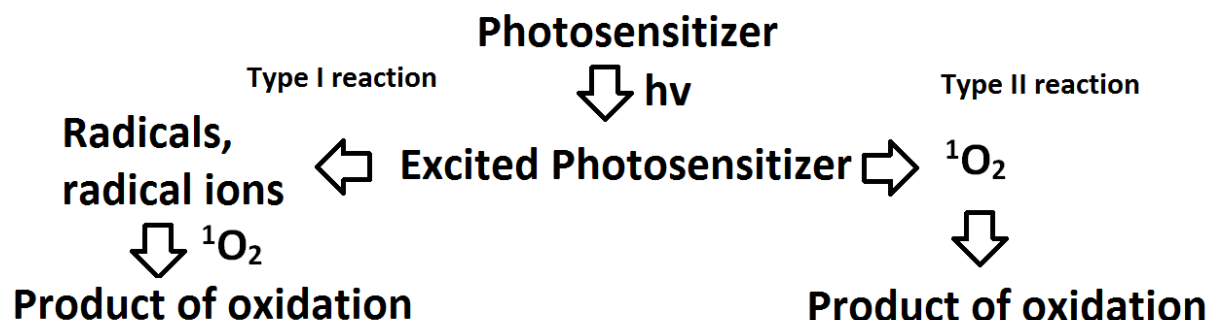 Photosensitizer
Type I reaction
hv
Type II reaction
Radicals,
radical ions
Excited Photosensitizer
¹O₂
¹O₂
Product of oxidation
Product of oxidation